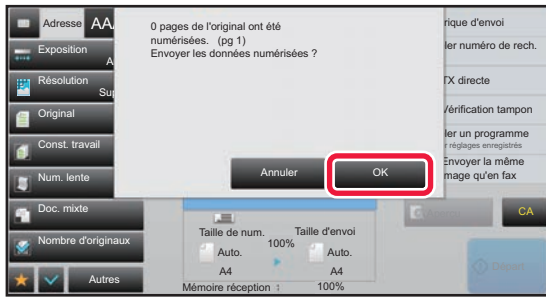 Adresse AA
Exposition
A
Résolution
Sup
Original
Const. travail
Num. lente
Doc. mixte
Nombre d'originaux
Autres
0 pages de l'original ont été
numérisées. (pg 1)
Envoyer les données numérisées ?
Annuler
OK
Taille de num.
Taille d'envoi
100%
Auto.
Auto.
A4
A4
Mémoire réception :
100%
rique d'envoi
ler numéro de rech.
TX directe
Vérification tampon
ler un programme
r réglages enregistrés
Envoyer la même
mage qu'en fax
CA
Départ